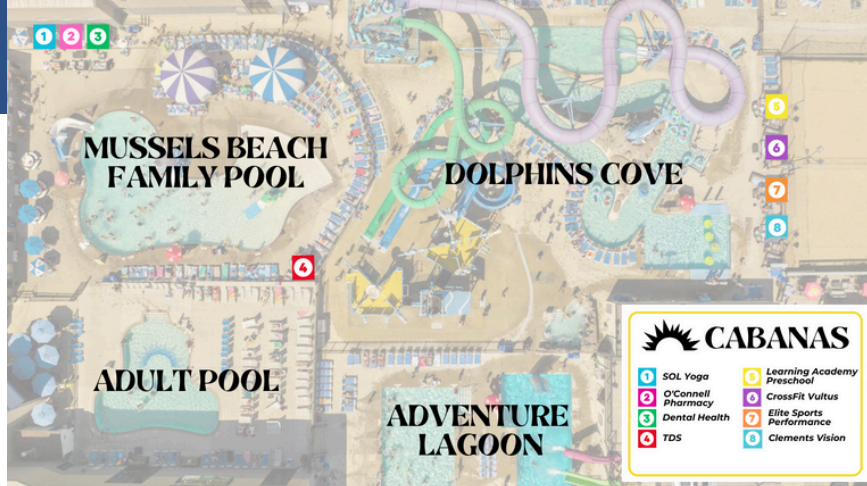 1 2 3
5
MUSSELS BEACH
FAMILY POOL
DOLPHINS COVE
6
7
8
4
ADULT POOL
ADVENTURE
LAGOON
CABANAS
1 SOL Yoga
2 O'Connell
Pharmacy
3 Dental Health
4 TDS
5 Learning Academy
Preschool
6 CrossFit Vultus
7 Elite Sports
Performance
8 Clements Vision